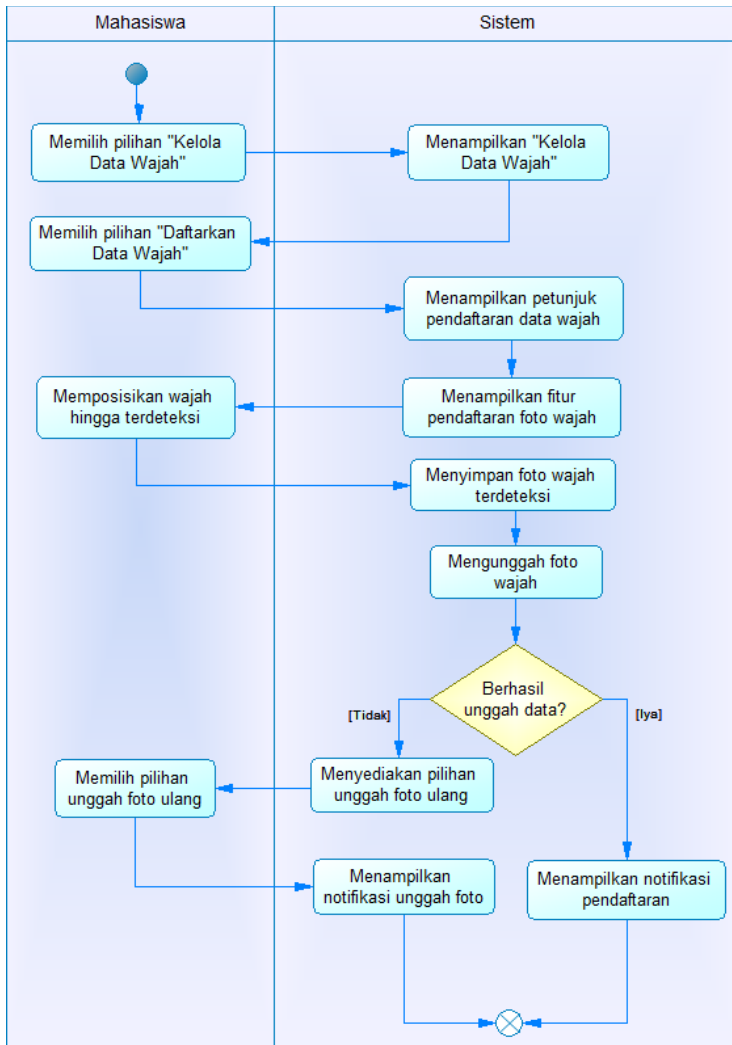 Mahasiswa
Sistem
Memilih pilihan "Kelola
Data Wajah"
Menampilkan "Kelola
Data Wajah"
Memilih pilihan "Daftarkan
Data Wajah"
Menampilkan petunjuk
pendaftaran data wajah
Menampilkan fitur
pendaftaran foto wajah
Memposisikan wajah
hingga terdeteksi
Menyimpan foto wajah
terdeteksi
Mengunggah foto
wajah
Berhasil
unggah data?
[Tidak]
[Iya]
Menyediakan pilihan
unggah foto ulang
Memilih pilihan
unggah foto ulang
Menampilkan
notifikasi unggah foto
Menampilkan notifikasi
pendaftaran